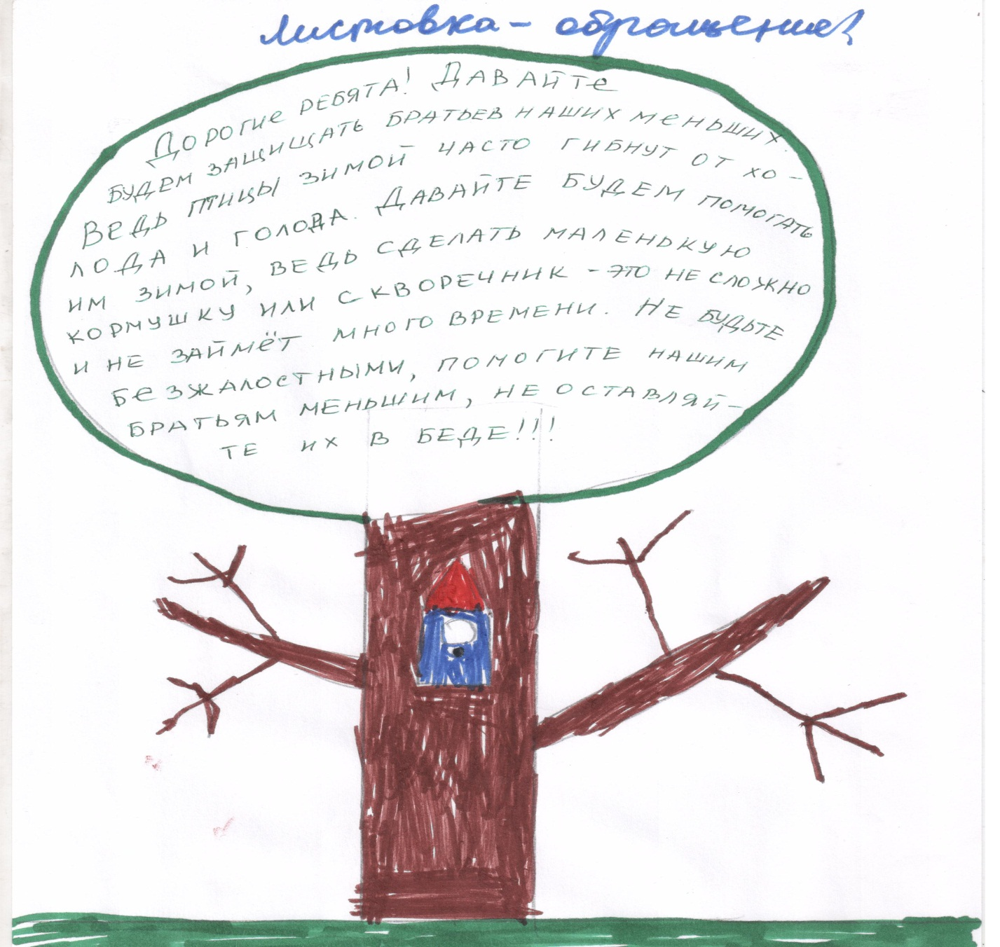 Листовка - обращение!
Дорогие ребята! Давайте
будем защищать братьев наших меньших.
Ведь птицы зимой часто гибнут от хо-
лода и голода. Давайте будем помогать
им зимой, ведь сделать маленькую
кормушку или скворечник - это не сложно
и не займёт много времени. Не будьте
безжалостными, помогите нашим
братьям меньшим, не оставляй-
те их в беде!!!